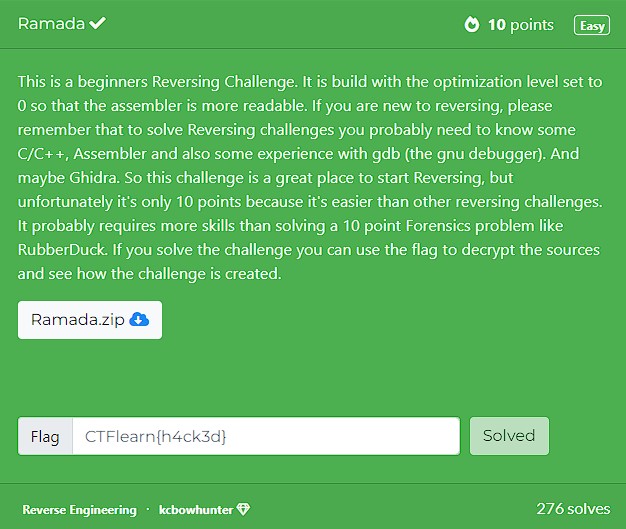 Ramada
10 points
Easy
This is a beginners Reversing Challenge. It is build with the optimization level set to
0 so that the assembler is more readable. If you are new to reversing, please
remember that to solve Reversing challenges you probably need to know some
C/C++, Assembler and also some experience with gdb (the gnu debugger). And
maybe Ghidra. So this challenge is a great place to start Reversing, but
unfortunately it's only 10 points because it's easier than other reversing challenges.
It probably requires more skills than solving a 10 point Forensics problem like
RubberDuck. If you solve the challenge you can use the flag to decrypt the sources
and see how the challenge is created.
Ramada.zip
Flag
CTFlearn{h4ck3d}
Solved
Reverse Engineering · kcbowhunter
276 solves